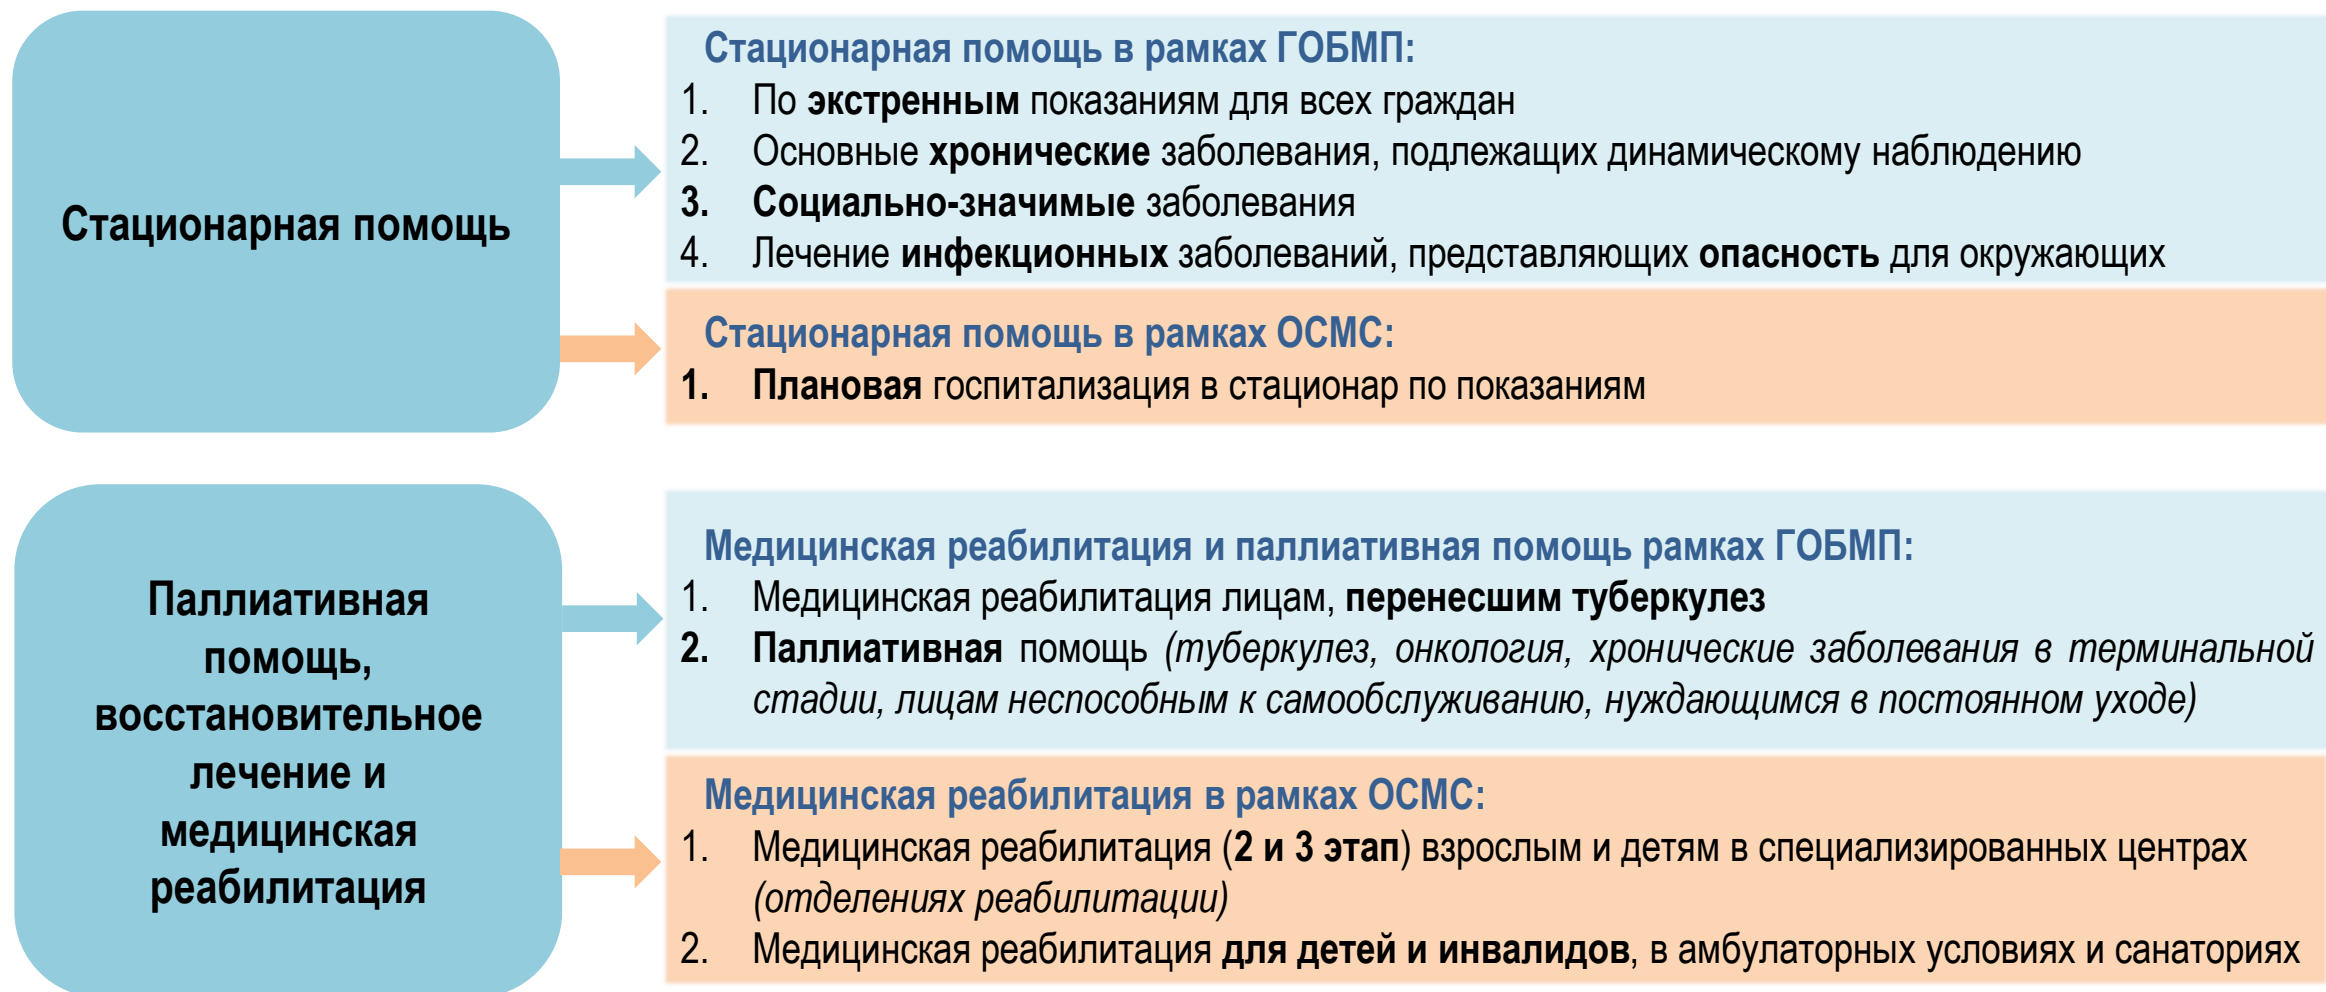 Стационарная помощь
Стационарная помощь в рамках ГОБМП:
1. По экстренным показаниям для всех граждан
2. Основные хронические заболевания, подлежащих динамическому наблюдению
3. Социально-значимые заболевания
4. Лечение инфекционных заболеваний, представляющих опасность для окружающих
Стационарная помощь в рамках ОСМС:
1. Плановая госпитализация в стационар по показаниям
Паллиативная
помощь,
восстановительное
лечение и
медицинская
реабилитация
Медицинская реабилитация и паллиативная помощь рамках ГОБМП:
1. Медицинская реабилитация лицам, перенесшим туберкулез
2. Паллиативная помощь (туберкулез, онкология, хронические заболевания в терминальной
стадии, лицам неспособным к самообслуживанию, нуждающимся в постоянном уходе)
Медицинская реабилитация в рамках ОСМС:
1. Медицинская реабилитация (2 и 3 этап) взрослым и детям в специализированных центрах
(отделениях реабилитации)
2. Медицинская реабилитация для детей и инвалидов, в амбулаторных условиях и санаториях